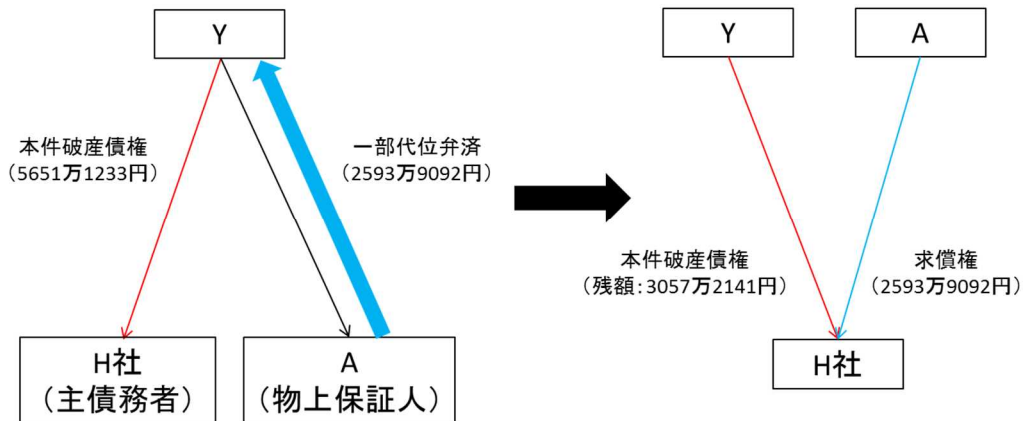 Y
本件破産債権
（5651万1233円）
一部代位弁済
（2593万9092円）
H社
（主債務者）
A
（物上保証人）
Y
A
本件破産債権
（残額：3057万2141円）
求償権
（2593万9092円）
H社